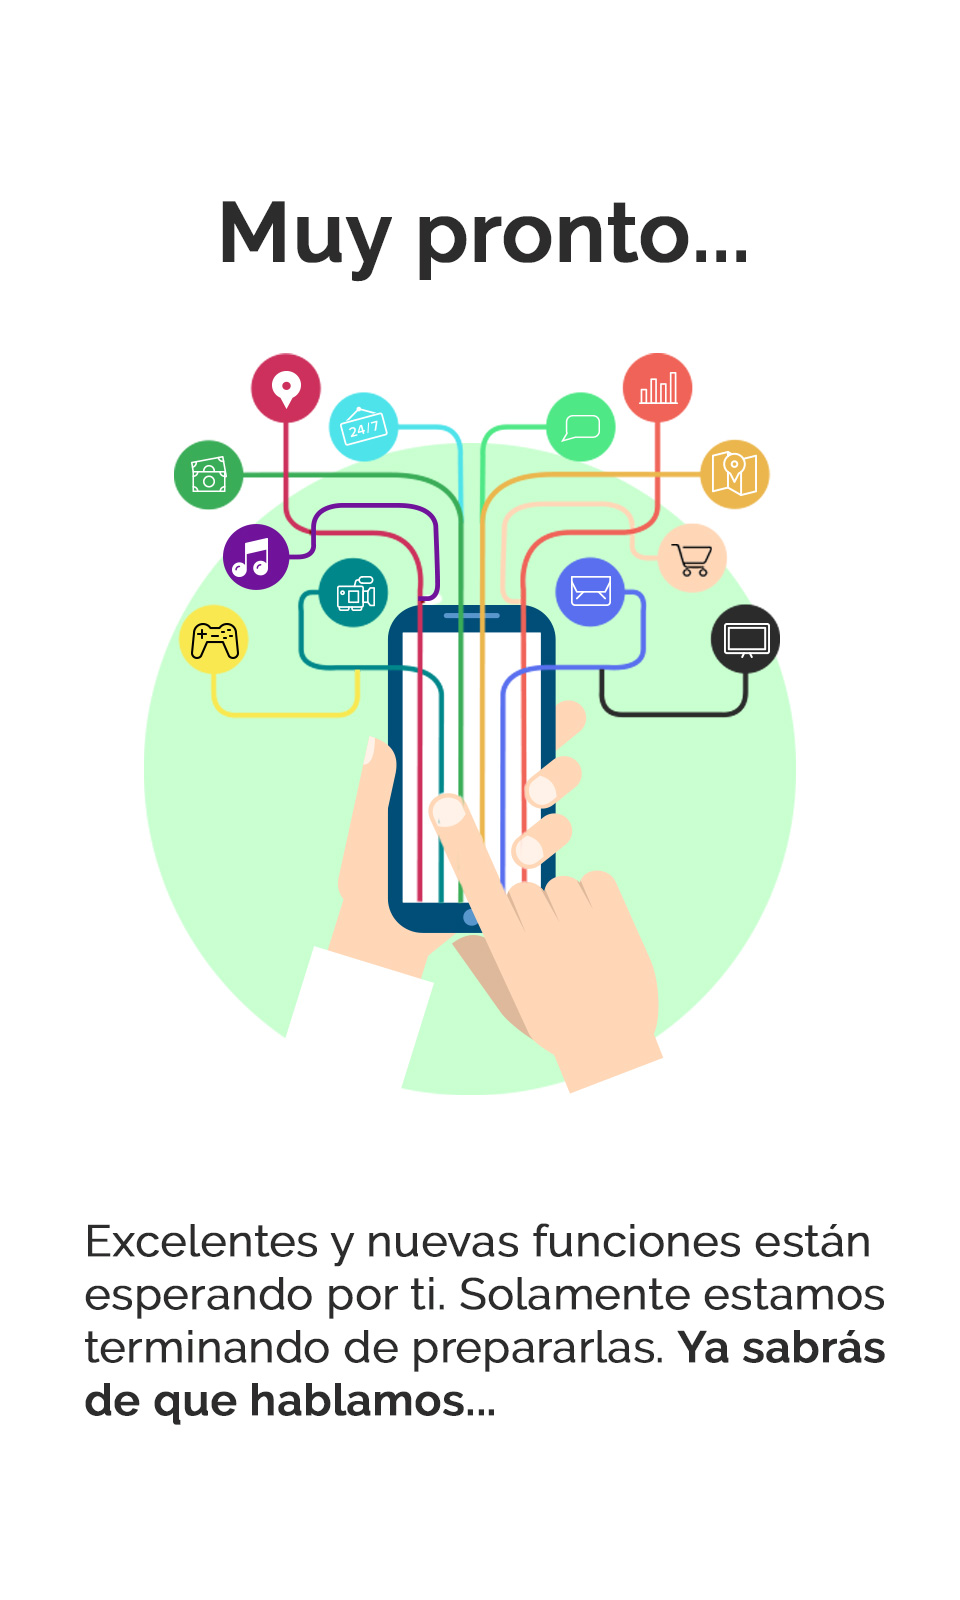 Muy pronto...
24/7
Excelentes y nuevas funciones están
esperando por ti. Solamente estamos
terminando de prepararlas. Ya sabrás
de que hablamos...